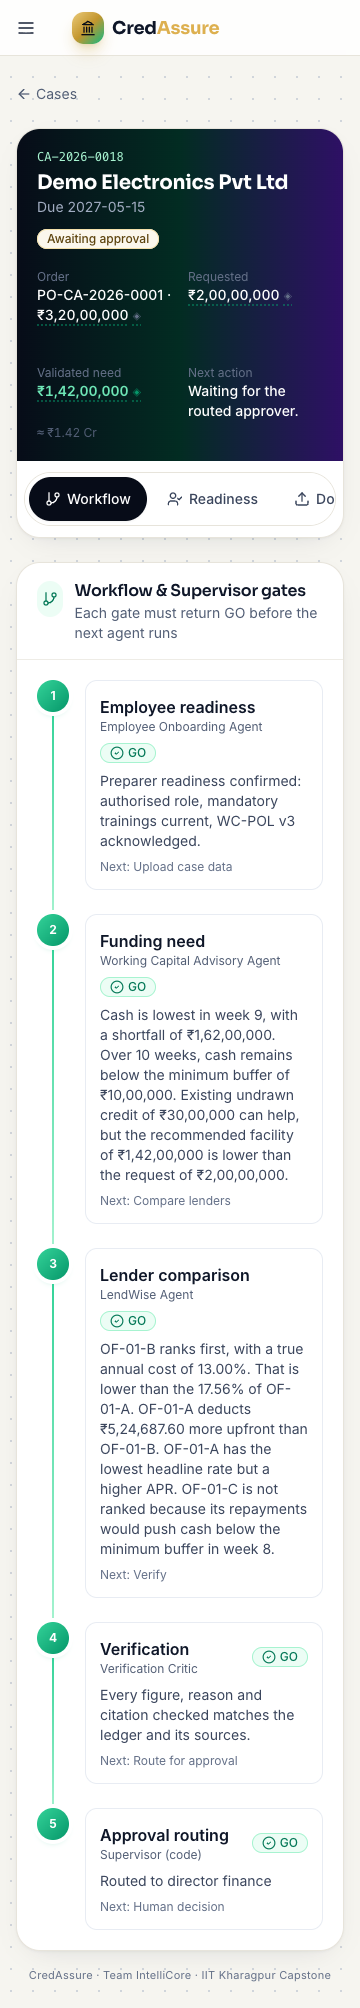 CredAssure
Cases
CA-2026-0018
Demo Electronics Pvt Ltd
Due 2027-05-15
Awaiting approval
Order
PO-CA-2026-0001 ·
₹3,20,00,000
Requested
₹2,00,00,000
Validated need
₹1,42,00,000
≈ ₹1.42 Cr
Next action
Waiting for the
routed approver.
Workflow
Readiness
Do
Workflow & Supervisor gates
Each gate must return GO before the
next agent runs
1
Employee readiness
Employee Onboarding Agent
GO
Preparer readiness confirmed:
authorised role, mandatory
trainings current, WC-POL v3
acknowledged.
Next: Upload case data
2
Funding need
Working Capital Advisory Agent
GO
Cash is lowest in week 9, with
a shortfall of ₹1,62,00,000.
Over 10 weeks, cash remains
below the minimum buffer of
₹10,00,000. Existing undrawn
credit of ₹30,00,000 can help,
but the recommended facility
of ₹1,42,00,000 is lower than
the request of ₹2,00,00,000.
Next: Compare lenders
3
Lender comparison
LendWise Agent
GO
OF-01-B ranks first, with a true
annual cost of 13.00%. That is
lower than the 17.56% of OF-
01-A. OF-01-A deducts
₹5,24,687.60 more upfront than
OF-01-B. OF-01-A has the
lowest headline rate but a
higher APR. OF-01-C is not
ranked because its repayments
would push cash below the
minimum buffer in week 8.
Next: Verify
4
Verification
Verification Critic
GO
Every figure, reason and
citation checked matches the
ledger and its sources.
Next: Route for approval
5
Approval routing
Supervisor (code)
GO
Routed to director finance
Next: Human decision
CredAssure · Team IntelliCore · IIT Kharagpur Capstone